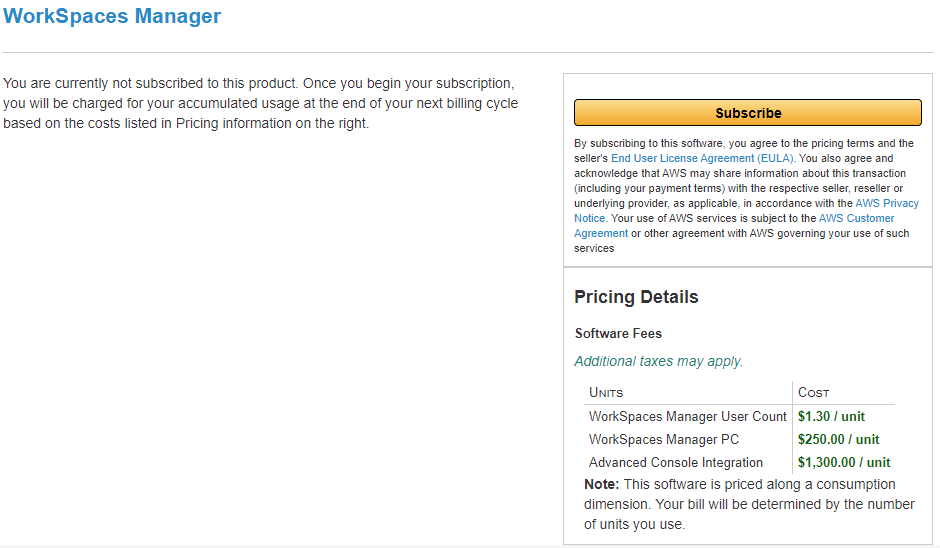 WorkSpaces Manager
You are currently not subscribed to this product. Once you begin your subscription,
you will be charged for your accumulated usage at the end of your next billing cycle
based on the costs listed in Pricing information on the right.
Subscribe
By subscribing to this software, you agree to the pricing terms and the
seller's End User License Agreement (EULA). You also agree and
acknowledge that AWS may share information about this transaction
(including your payment terms) with the respective seller, reseller or
underlying provider, as applicable, in accordance with the AWS Privacy
Notice. Your use of AWS services is subject to the AWS Customer
Agreement or other agreement with AWS governing your use of such
services
Pricing Details
Software Fees
Additional taxes may apply.
UNITS COST
WorkSpaces Manager User Count $1.30 / unit
WorkSpaces Manager PC $250.00 / unit
Advanced Console Integration $1,300.00 / unit
Note: This software is priced along a consumption
dimension. Your bill will be determined by the number
of units you use.